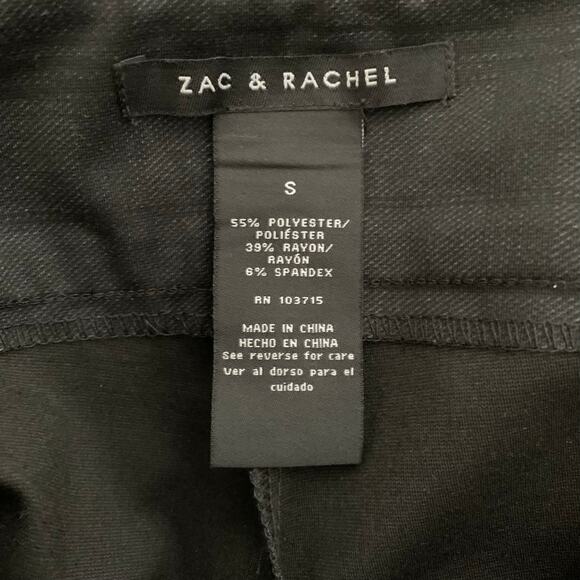 ZAC & RACHEL
S
55% POLYESTER/
POLIÉSTER
39% RAYON/
RAYÓN
6% SPANDEX
RN 103715
MADE IN CHINA
HECHO EN CHINA
See reverse for care
Ver al dorso para el
cuidado